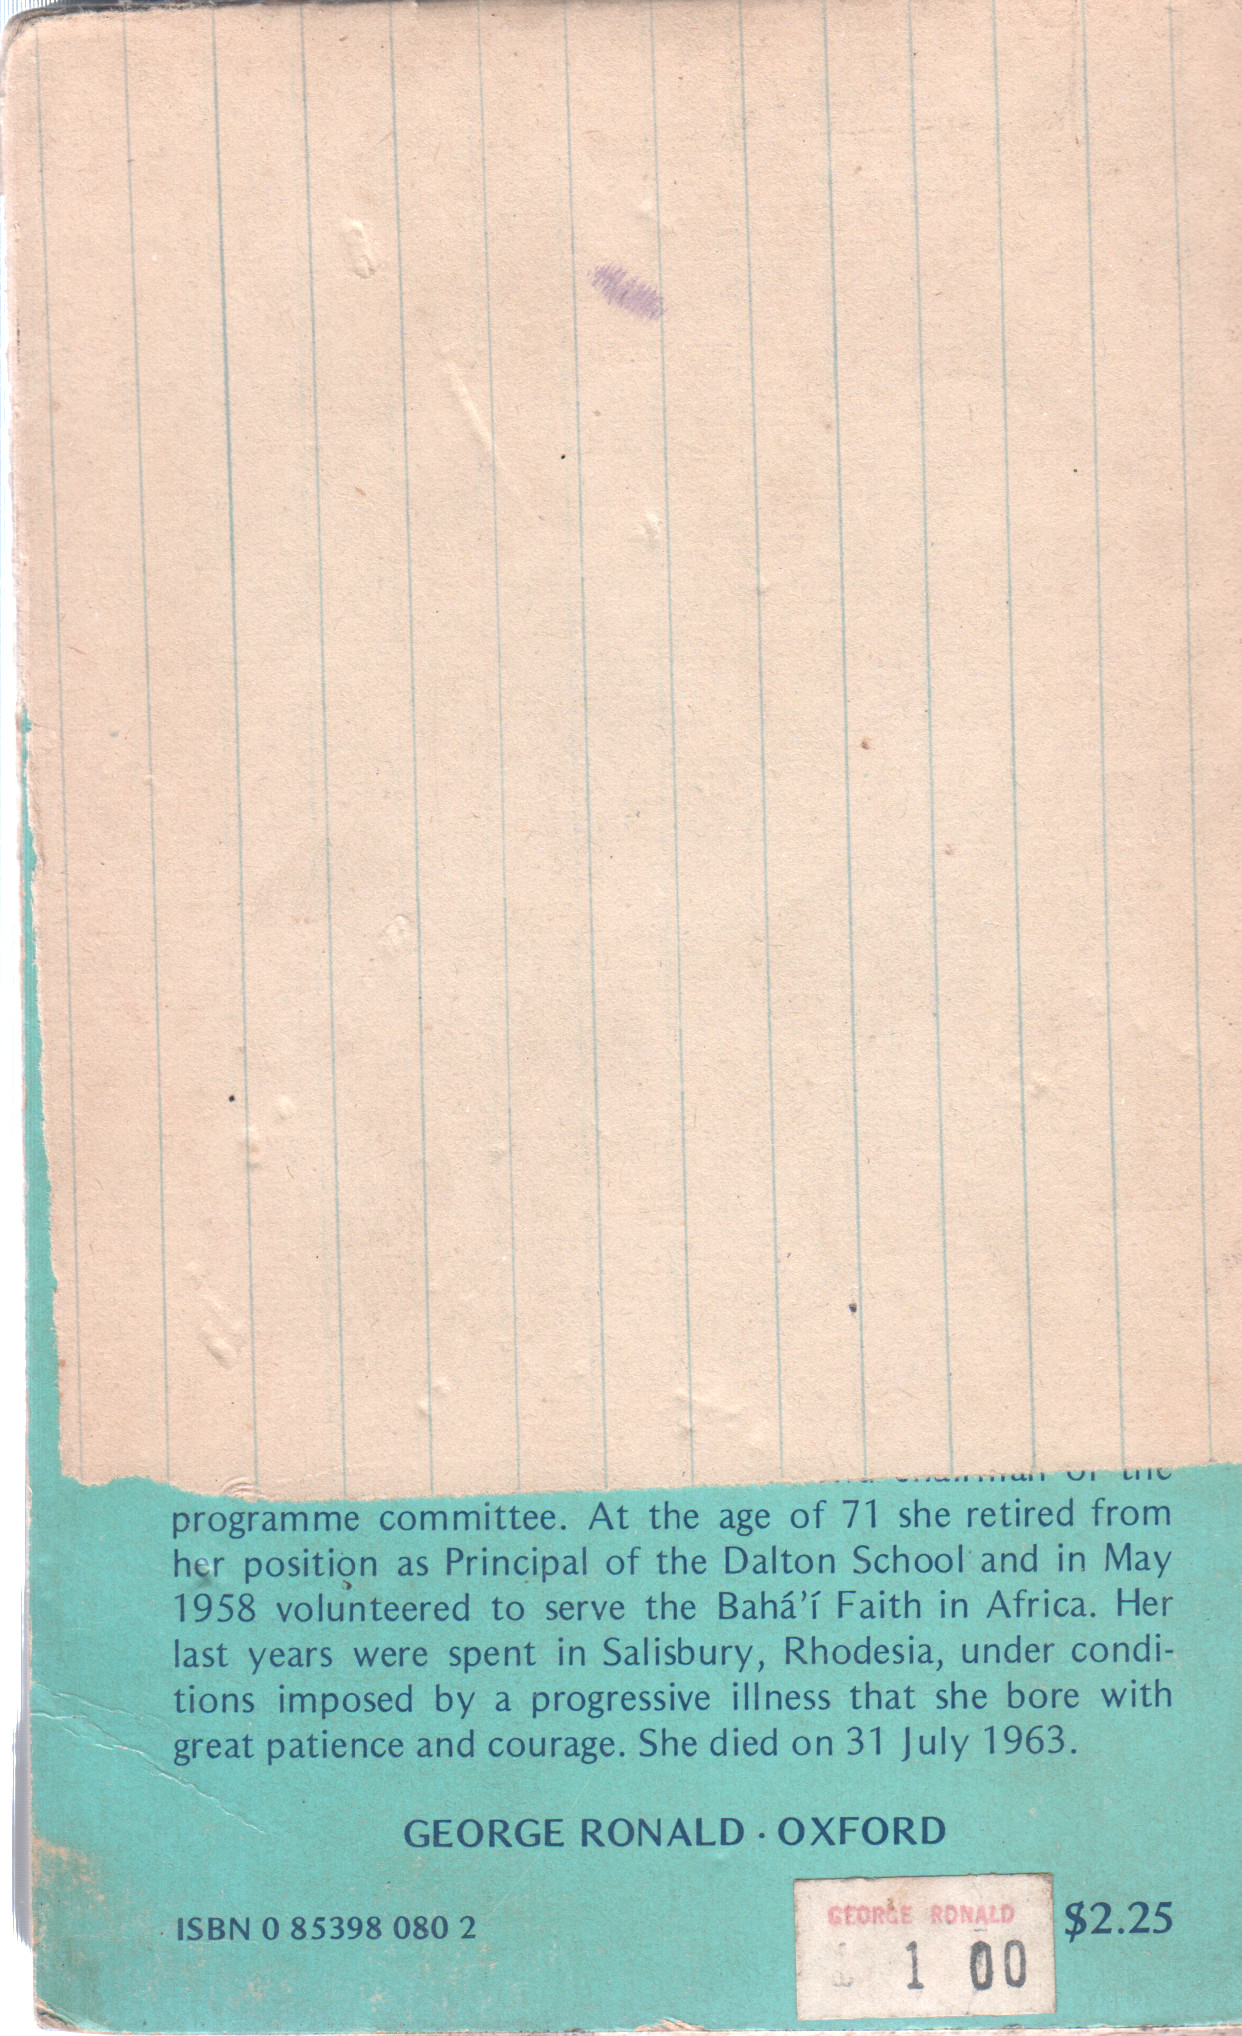 chairman of the
programme committee. At the age of 71 she retired from
her position as Principal of the Dalton School and in May
1958 volunteered to serve the Bahá’í Faith in Africa. Her
last years were spent in Salisbury, Rhodesia, under condi-
tions imposed by a progressive illness that she bore with
great patience and courage. She died on 31 July 1963.
GEORGE RONALD · OXFORD
ISBN 0 85398 080 2
GEORGE RONALD
1 00
$2.25